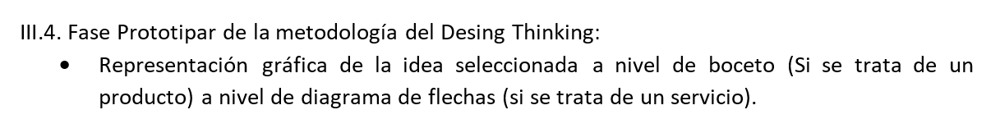 III.4. Fase Prototipar de la metodología del Desing Thinking:
• Representación gráfica de la idea seleccionada a nivel de boceto (Si se trata de un
producto) a nivel de diagrama de flechas (si se trata de un servicio).